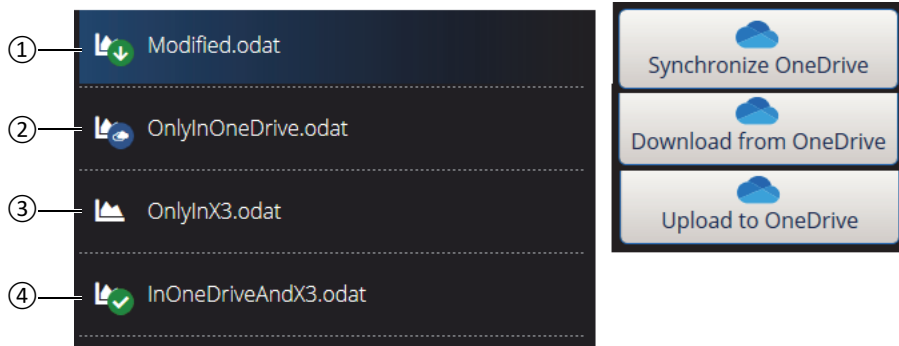 ① Modified.odat
② OnlyInOneDrive.odat
③ OnlyInX3.odat
④ InOneDriveAndX3.odat
Synchronize OneDrive
Download from OneDrive
Upload to OneDrive